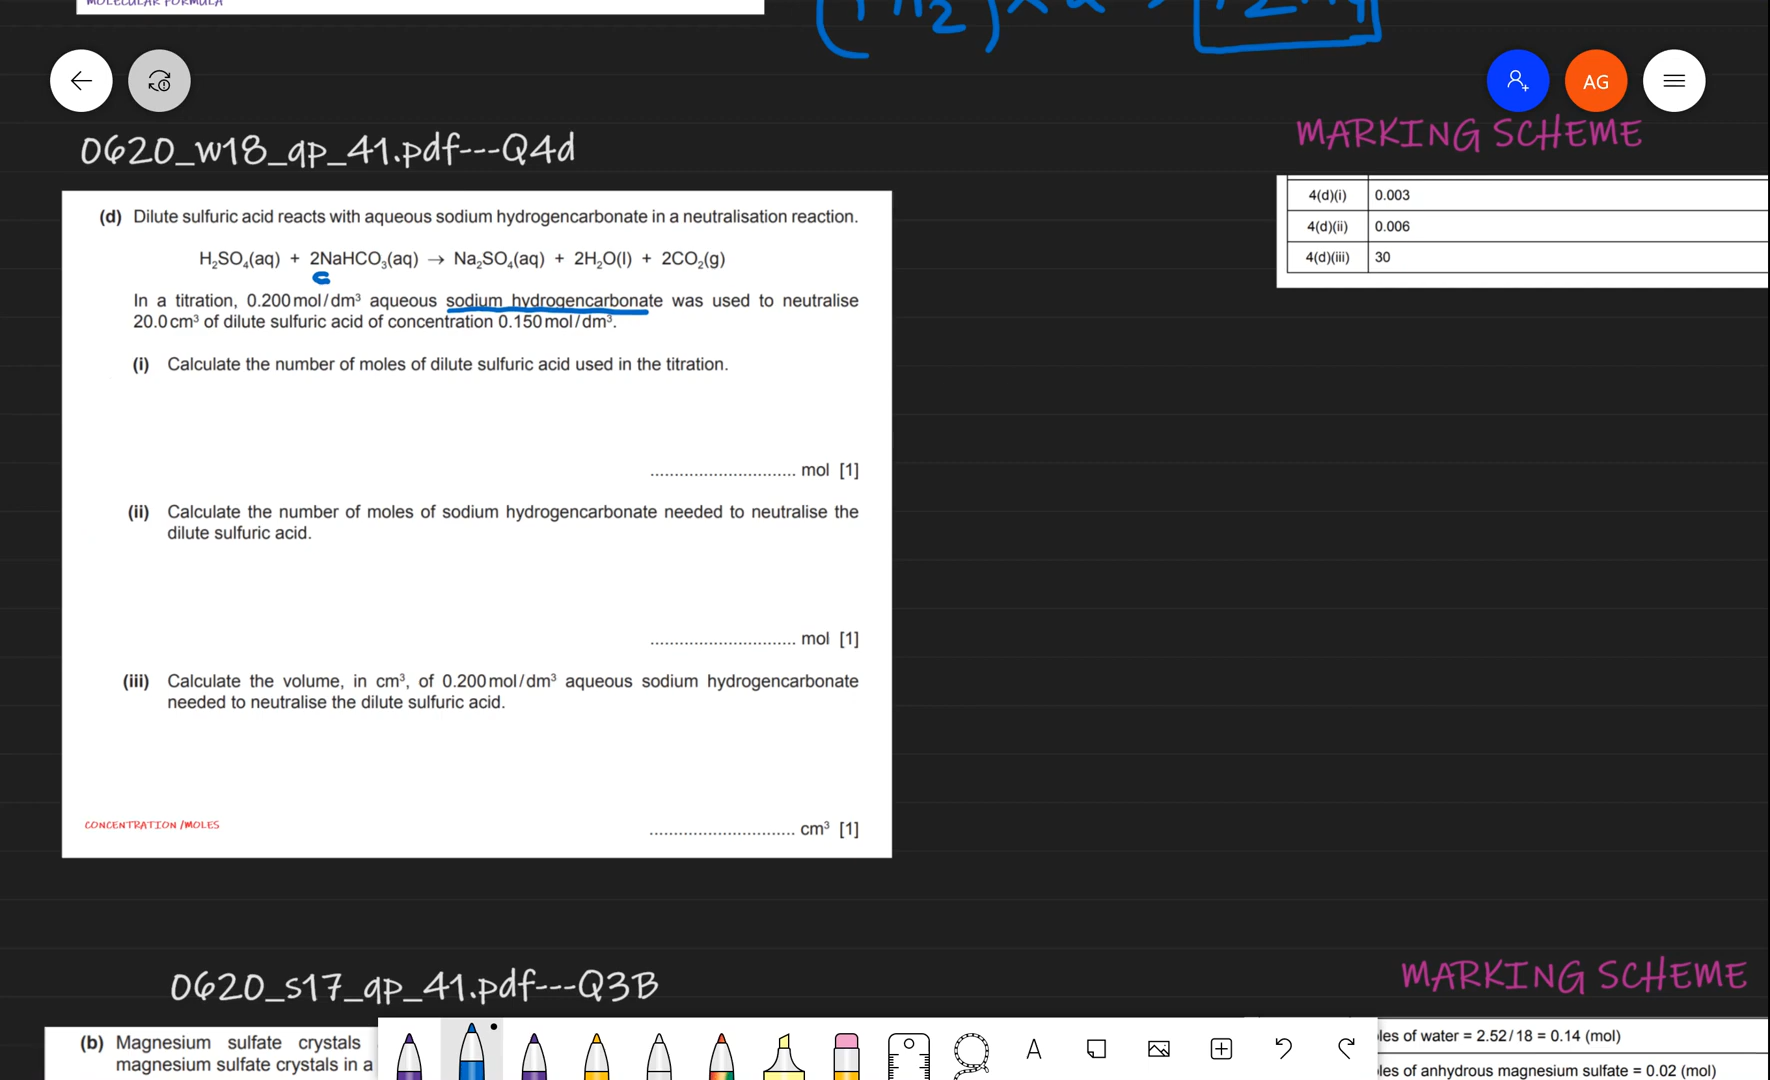 MOLECULAR FORMULA
AG
0620_w18_qp_41.pdf---Q4d
MARKING SCHEME
4(d)(i) 0.003
4(d)(ii) 0.006
4(d)(iii) 30
(d) Dilute sulfuric acid reacts with aqueous sodium hydrogencarbonate in a neutralisation reaction.
H₂SO₄(aq) + 2NaHCO₃(aq) → Na₂SO₄(aq) + 2H₂O(l) + 2CO₂(g)
In a titration, 0.200 mol/dm³ aqueous sodium hydrogencarbonate was used to neutralise
20.0 cm³ of dilute sulfuric acid of concentration 0.150 mol/dm³.
(i) Calculate the number of moles of dilute sulfuric acid used in the titration.
............................. mol [1]
(ii) Calculate the number of moles of sodium hydrogencarbonate needed to neutralise the
dilute sulfuric acid.
............................. mol [1]
(iii) Calculate the volume, in cm³, of 0.200 mol/dm³ aqueous sodium hydrogencarbonate
needed to neutralise the dilute sulfuric acid.
CONCENTRATION /MOLES
............................. cm³ [1]
0620_s17_qp_41.pdf---Q3B
MARKING SCHEME
(b) Magnesium sulfate crystals
magnesium sulfate crystals in a
les of water = 2.52/18 = 0.14 (mol)
les of anhydrous magnesium sulfate = 0.02 (mol)